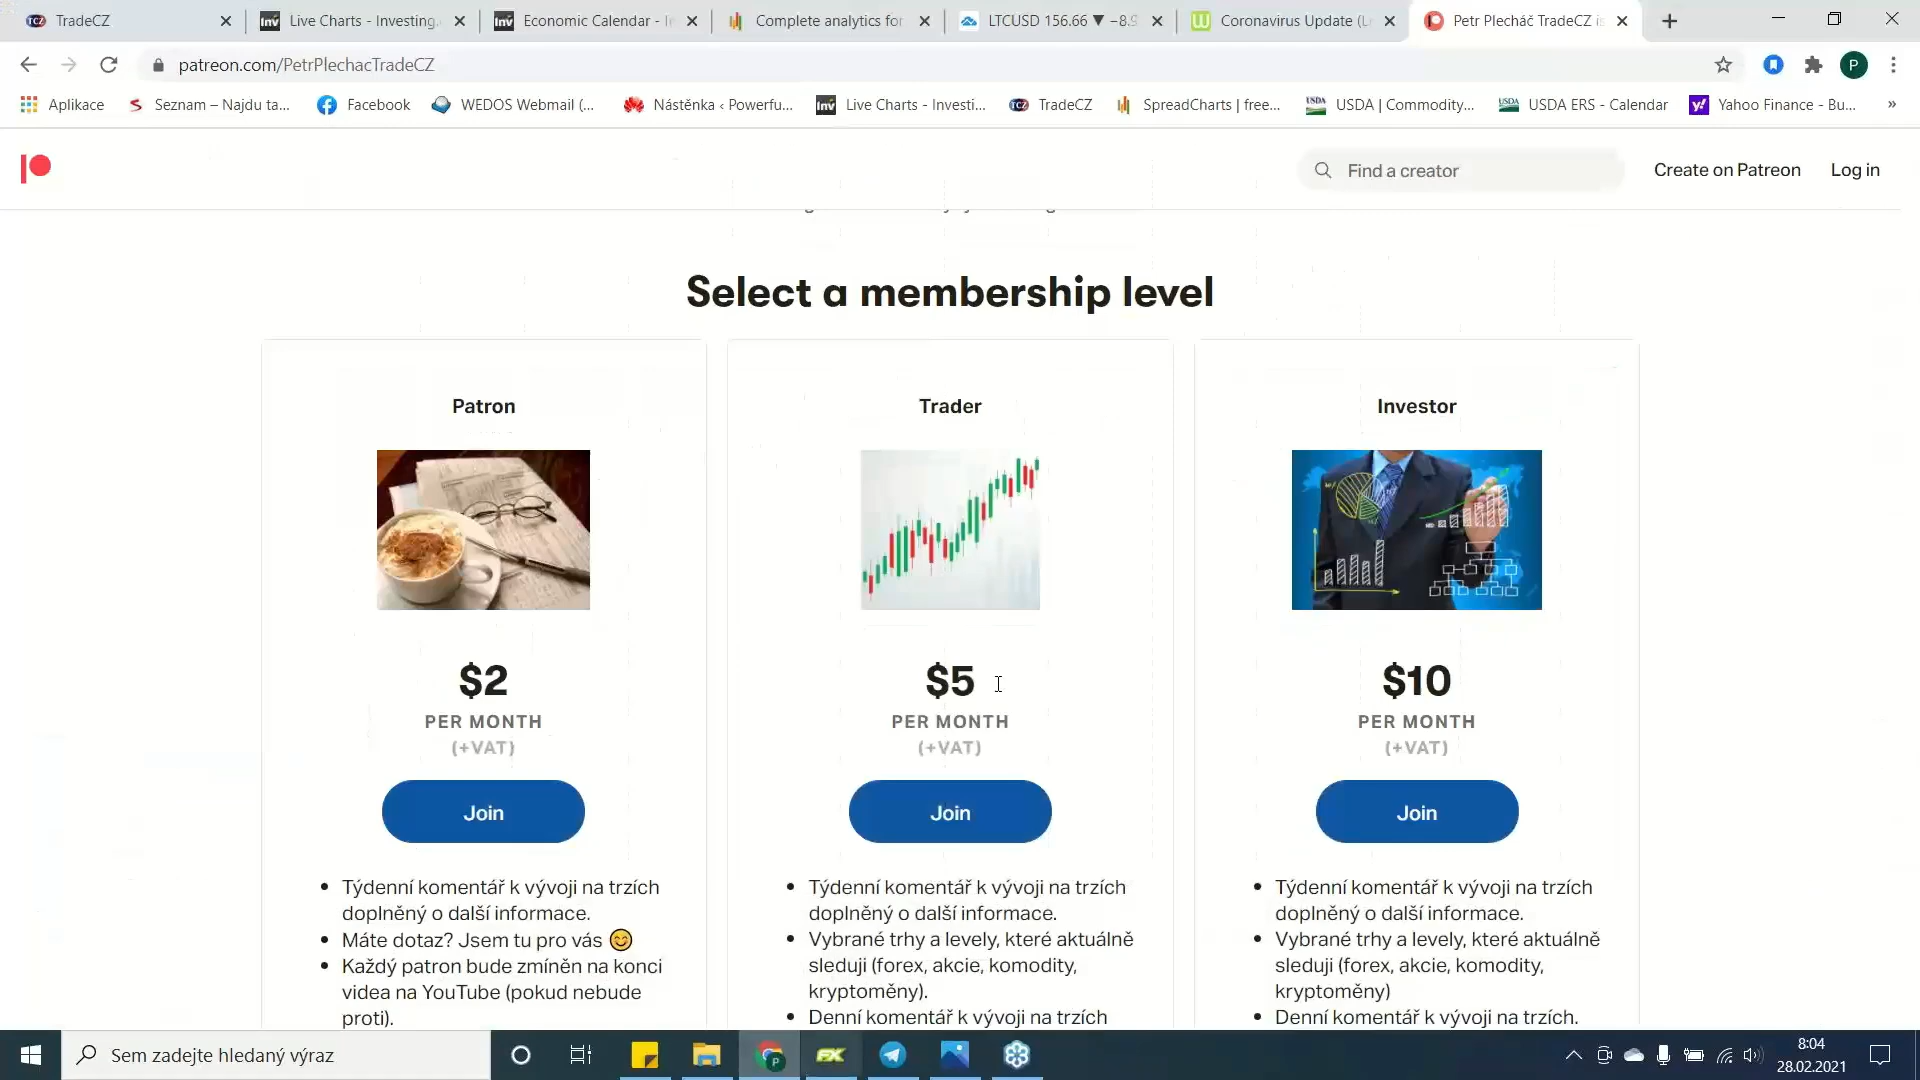 TradeCZ
Live Charts - Investing.
Economic Calendar - I
Complete analytics for
LTCUSD 156.66 ▼ −8.9
Coronavirus Update (L
Petr Plecháč TradeCZ is
patreon.com/PetrPlechacTradeCZ
P
Aplikace
Seznam – Najdu ta...
Facebook
WEDOS Webmail (...
Nástěnka ‹ Powerfu...
Live Charts - Investi...
TradeCZ
SpreadCharts | free...
USDA | Commodity...
USDA ERS - Calendar
Yahoo Finance - Bu...
»
Find a creator
Create on Patreon
Log in
Select a membership level
Patron
$2
PER MONTH
(+VAT)
Join
• Týdenní komentář k vývoji na trzích
doplněný o další informace.
• Máte dotaz? Jsem tu pro vás 😊
• Každý patron bude zmíněn na konci
videa na YouTube (pokud nebude
proti).
Trader
$5
PER MONTH
(+VAT)
Join
• Týdenní komentář k vývoji na trzích
doplněný o další informace.
• Vybrané trhy a levely, které aktuálně
sleduji (forex, akcie, komodity,
kryptoměny).
• Denní komentář k vývoji na trzích
Investor
$10
PER MONTH
(+VAT)
Join
• Týdenní komentář k vývoji na trzích
doplněný o další informace.
• Vybrané trhy a levely, které aktuálně
sleduji (forex, akcie, komodity,
kryptoměny)
• Denní komentář k vývoji na trzích.
Sem zadejte hledaný výraz
FX
8:04
28.02.2021